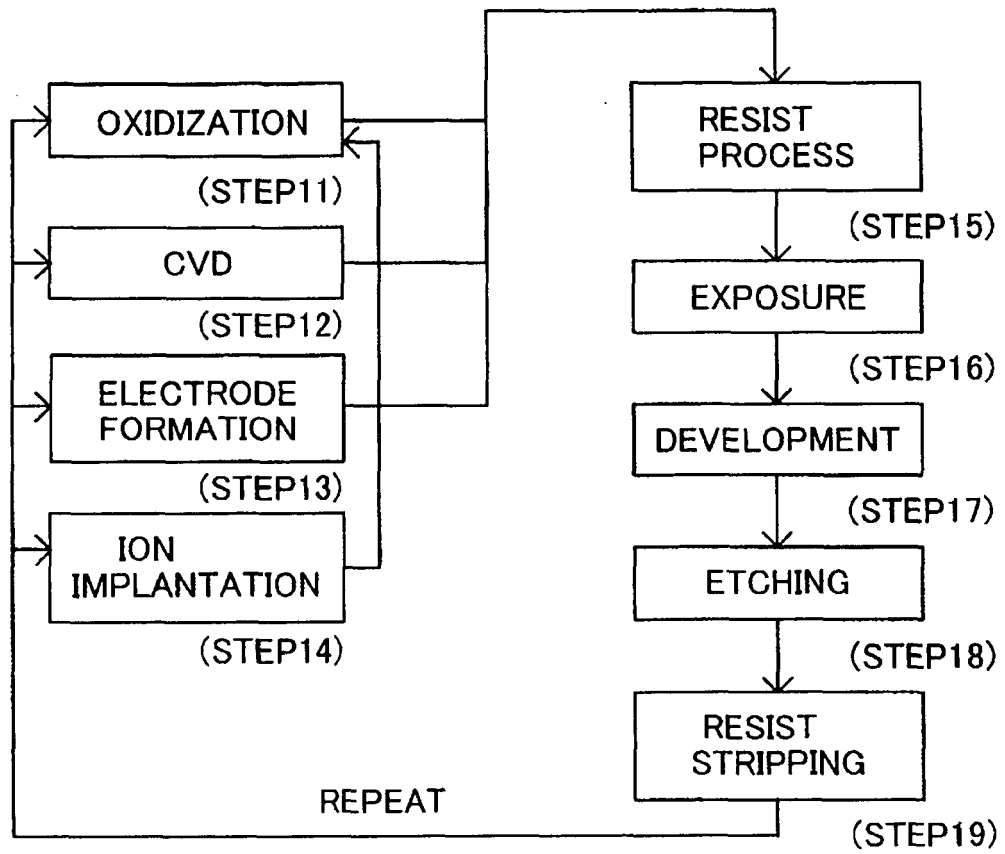 OXIDIZATION
(STEP11)
CVD
(STEP12)
ELECTRODE
FORMATION
(STEP13)
ION
IMPLANTATION
(STEP14)
RESIST
PROCESS
(STEP15)
EXPOSURE
(STEP16)
DEVELOPMENT
(STEP17)
ETCHING
(STEP18)
RESIST
STRIPPING
(STEP19)
REPEAT